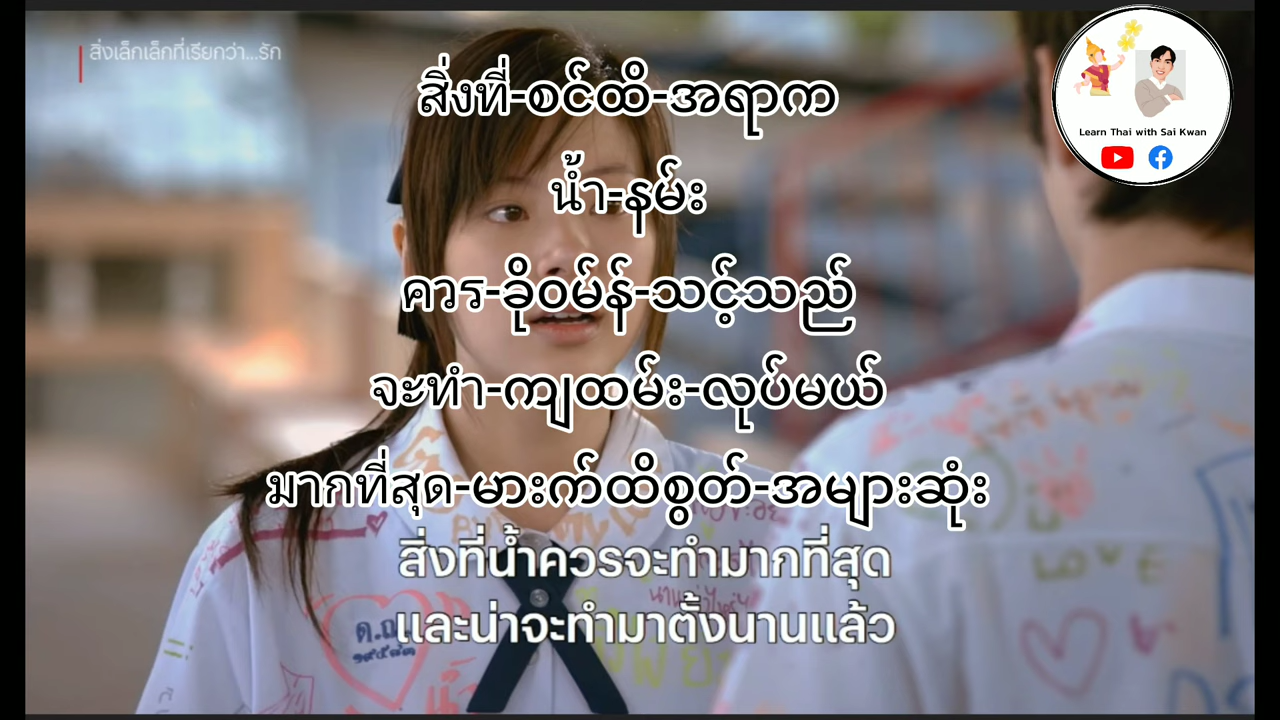 สิ่งเล็กเล็กที่เรียกว่า...รัก
Learn Thai with Sai Kwan
สิ่งที่-စင်ထိ-အရာက
น้ำ-နမ်း
ควร-ခိုဝမ်န်-သင့်သည်
จะทำ-ကျထမ်း-လုပ်မယ်
มากที่สุด-မားက်ထိစွတ်-အများဆုံး
สิ่งที่น้ำควรจะทำมากที่สุด
และน่าจะทำมาตั้งนานแล้ว
LOVE